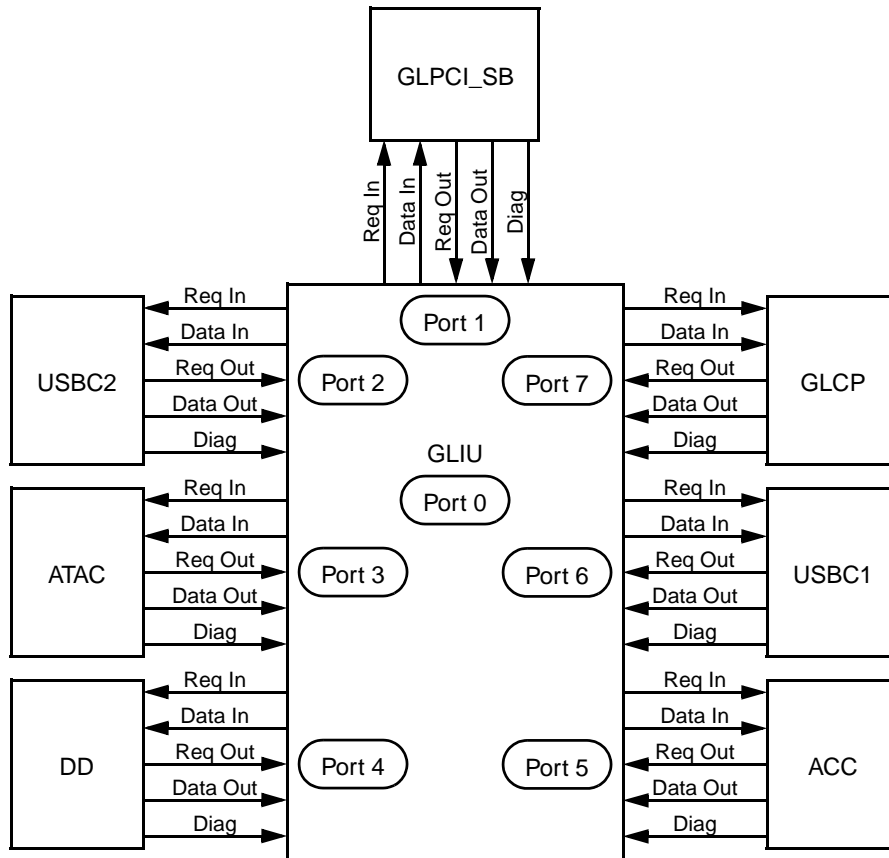 GLPCI_SB
Req In
Data In
Req Out
Data Out
Diag
Req In
Data In
Req Out
Data Out
Diag
USBC2
Port 1
Port 2
Port 7
GLIU
Port 0
Req In
Data In
Req Out
Data Out
Diag
GLCP
Req In
Data In
Req Out
Data Out
Diag
ATAC
Port 3
Port 6
Req In
Data In
Req Out
Data Out
Diag
USBC1
Req In
Data In
Req Out
Data Out
Diag
DD
Port 4
Port 5
Req In
Data In
Req Out
Data Out
Diag
ACC